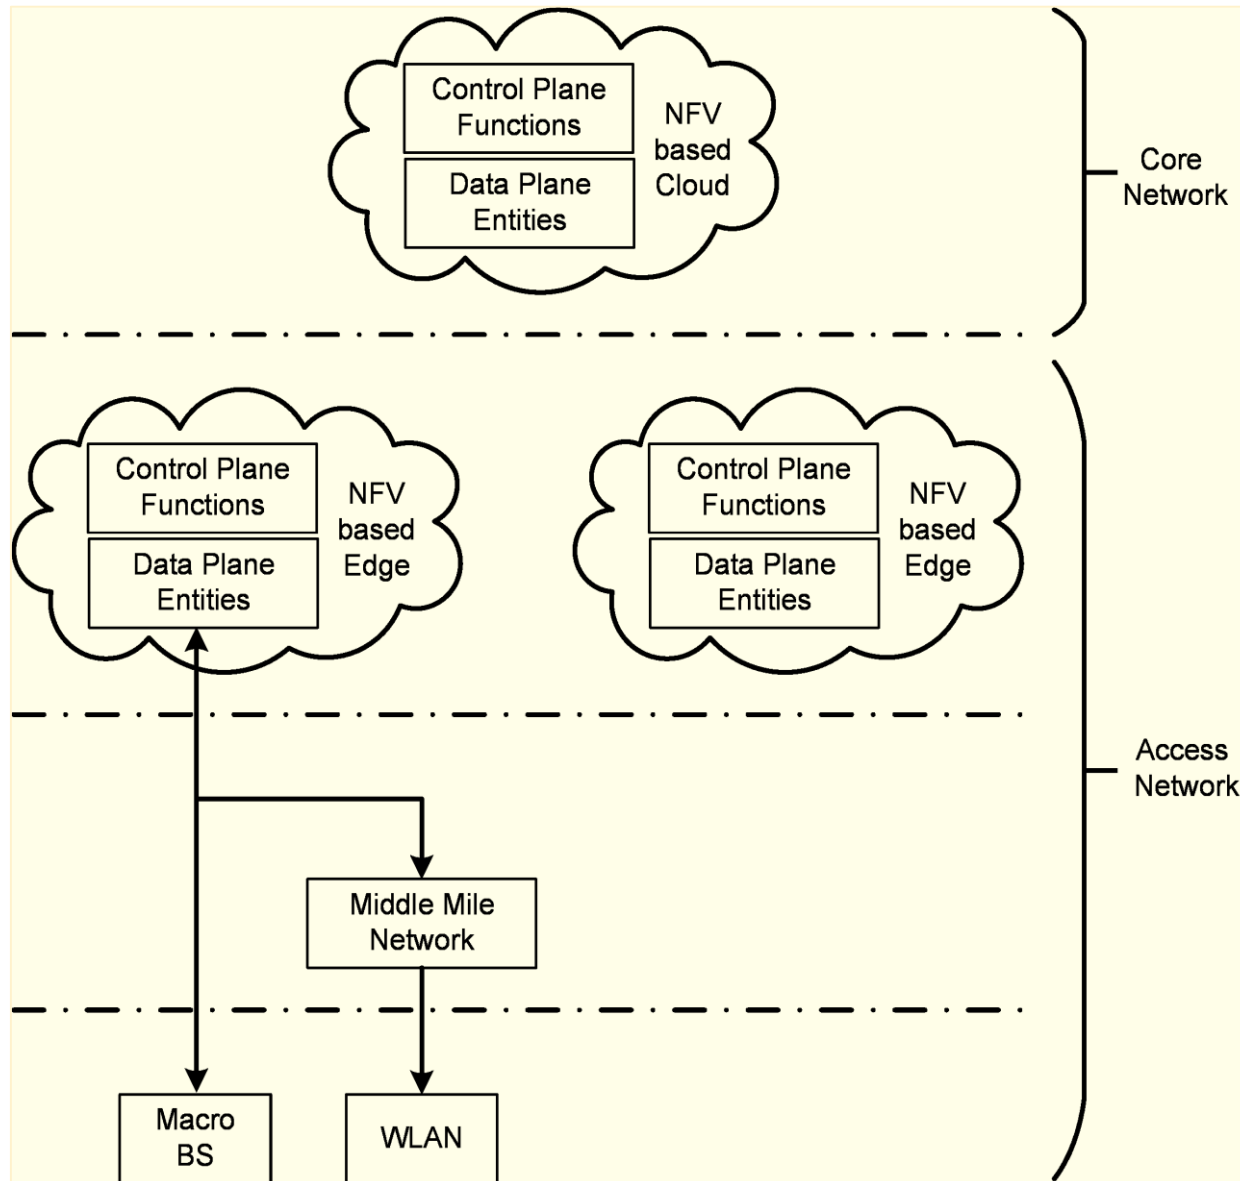 Control Plane
Functions
Data Plane
Entities
NFV
based
Cloud
Core
Network
Control Plane
Functions
Data Plane
Entities
NFV
based
Edge
Control Plane
Functions
Data Plane
Entities
NFV
based
Edge
Access
Network
Middle Mile
Network
Macro
BS
WLAN